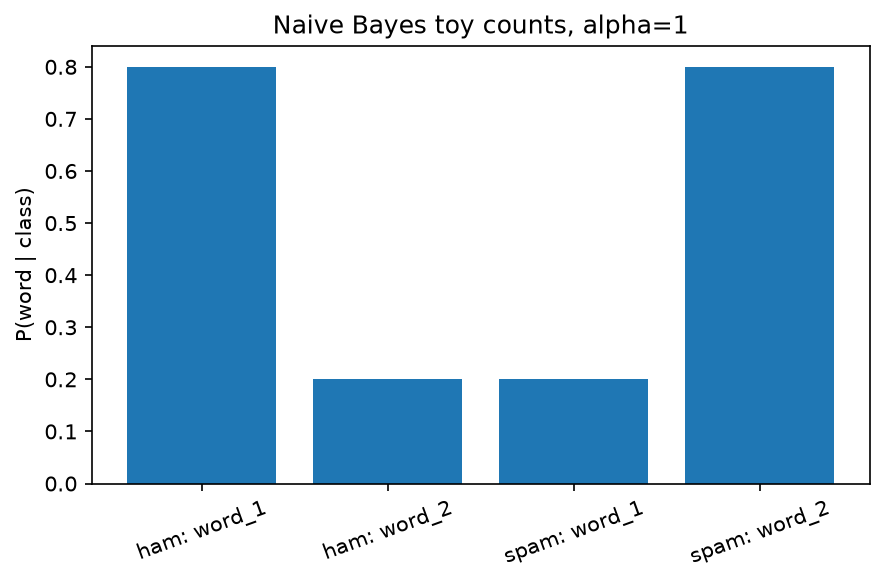 Naive Bayes toy counts, alpha=1
P(word | class)
0.8
0.7
0.6
0.5
0.4
0.3
0.2
0.1
0.0
ham: word_1
ham: word_2
spam: word_1
spam: word_2